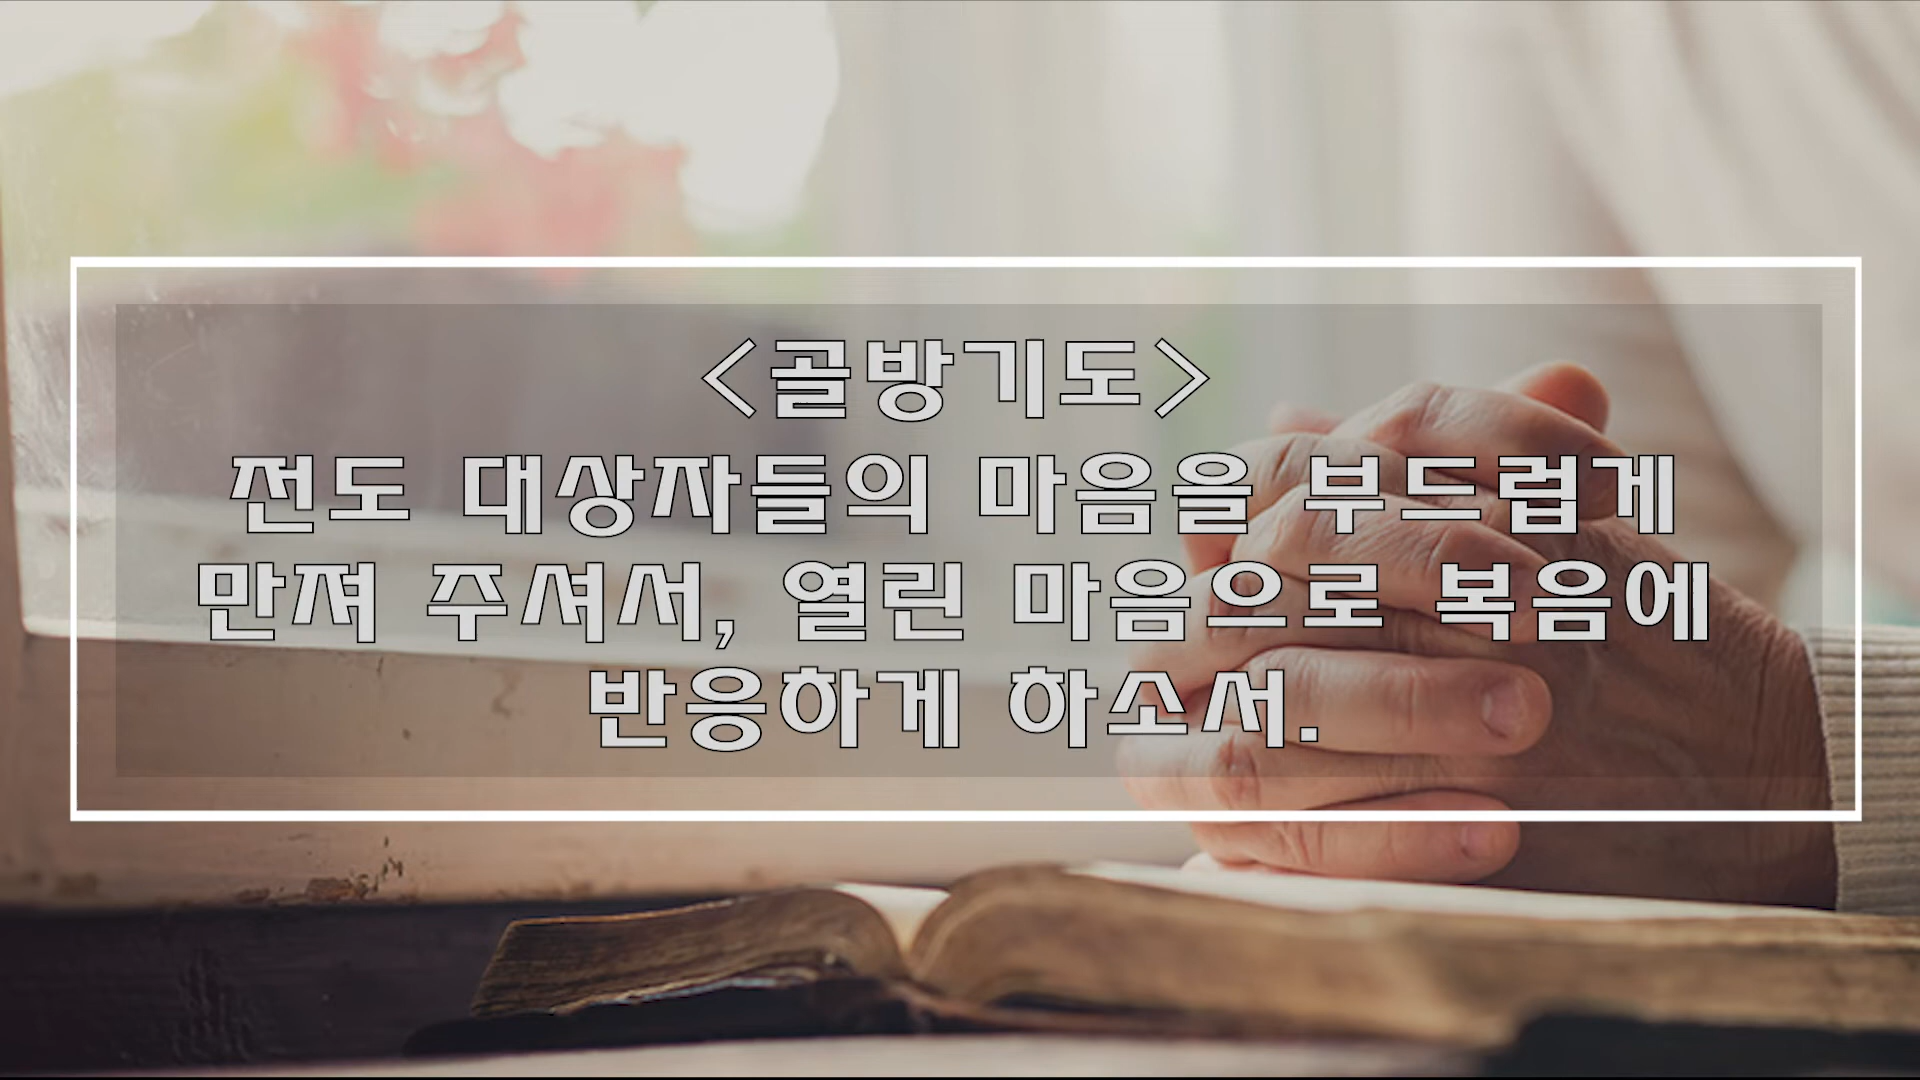 <골방기도>
전도 대상자들의 마음을 부드럽게
만져 주셔서, 열린 마음으로 복음에
반응하게 하소서.